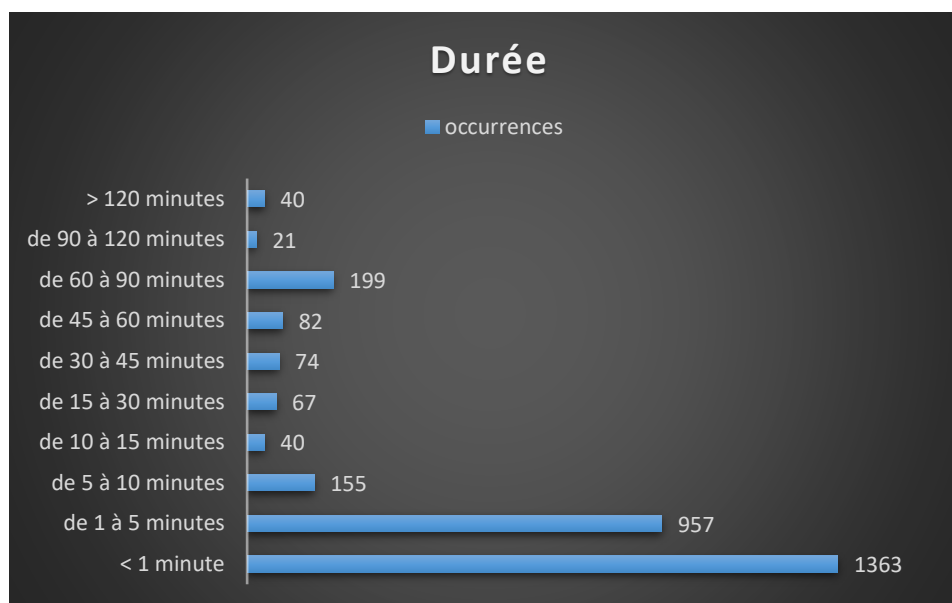 Durée
occurrences
> 120 minutes 40
de 90 à 120 minutes 21
de 60 à 90 minutes 199
de 45 à 60 minutes 82
de 30 à 45 minutes 74
de 15 à 30 minutes 67
de 10 à 15 minutes 40
de 5 à 10 minutes 155
de 1 à 5 minutes 957
< 1 minute 1363